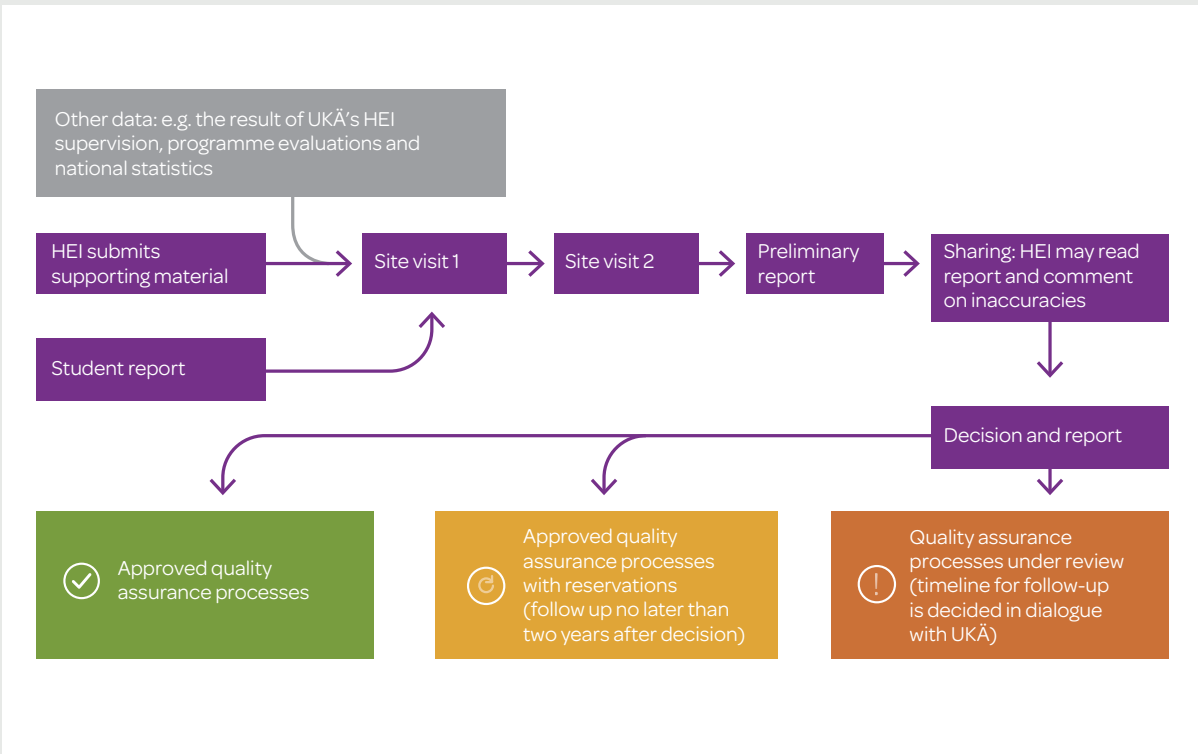 Other data: e.g. the result of UKÄ's HEI
supervision, programme evaluations and
national statistics
HEI submits
supporting material
Site visit 1
Site visit 2
Preliminary
report
Sharing: HEI may read
report and comment
on inaccuracies
Student report
Decision and report
Approved quality
assurance processes
Approved quality
assurance processes
with reservations
(follow up no later than
two years after decision)
Quality assurance
processes under review
(timeline for follow-up
is decided in dialogue
with UKÄ)